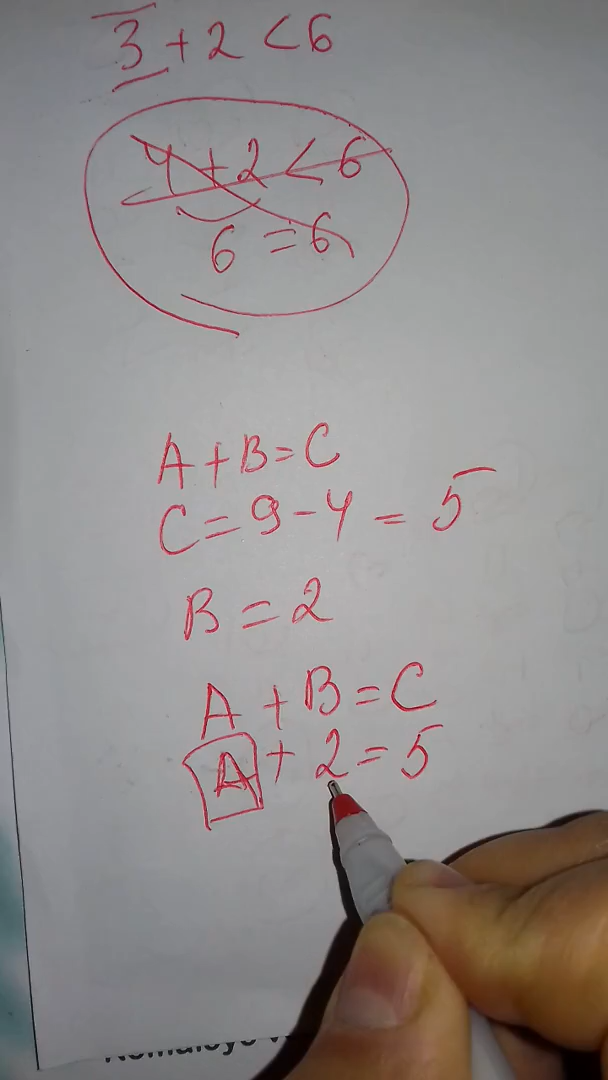 3 + 2 < 6
4 + 2 < 6
6 = 6
A + B = C
C = 9 - 4 = 5
B = 2
A + B = C
A + 2 = 5